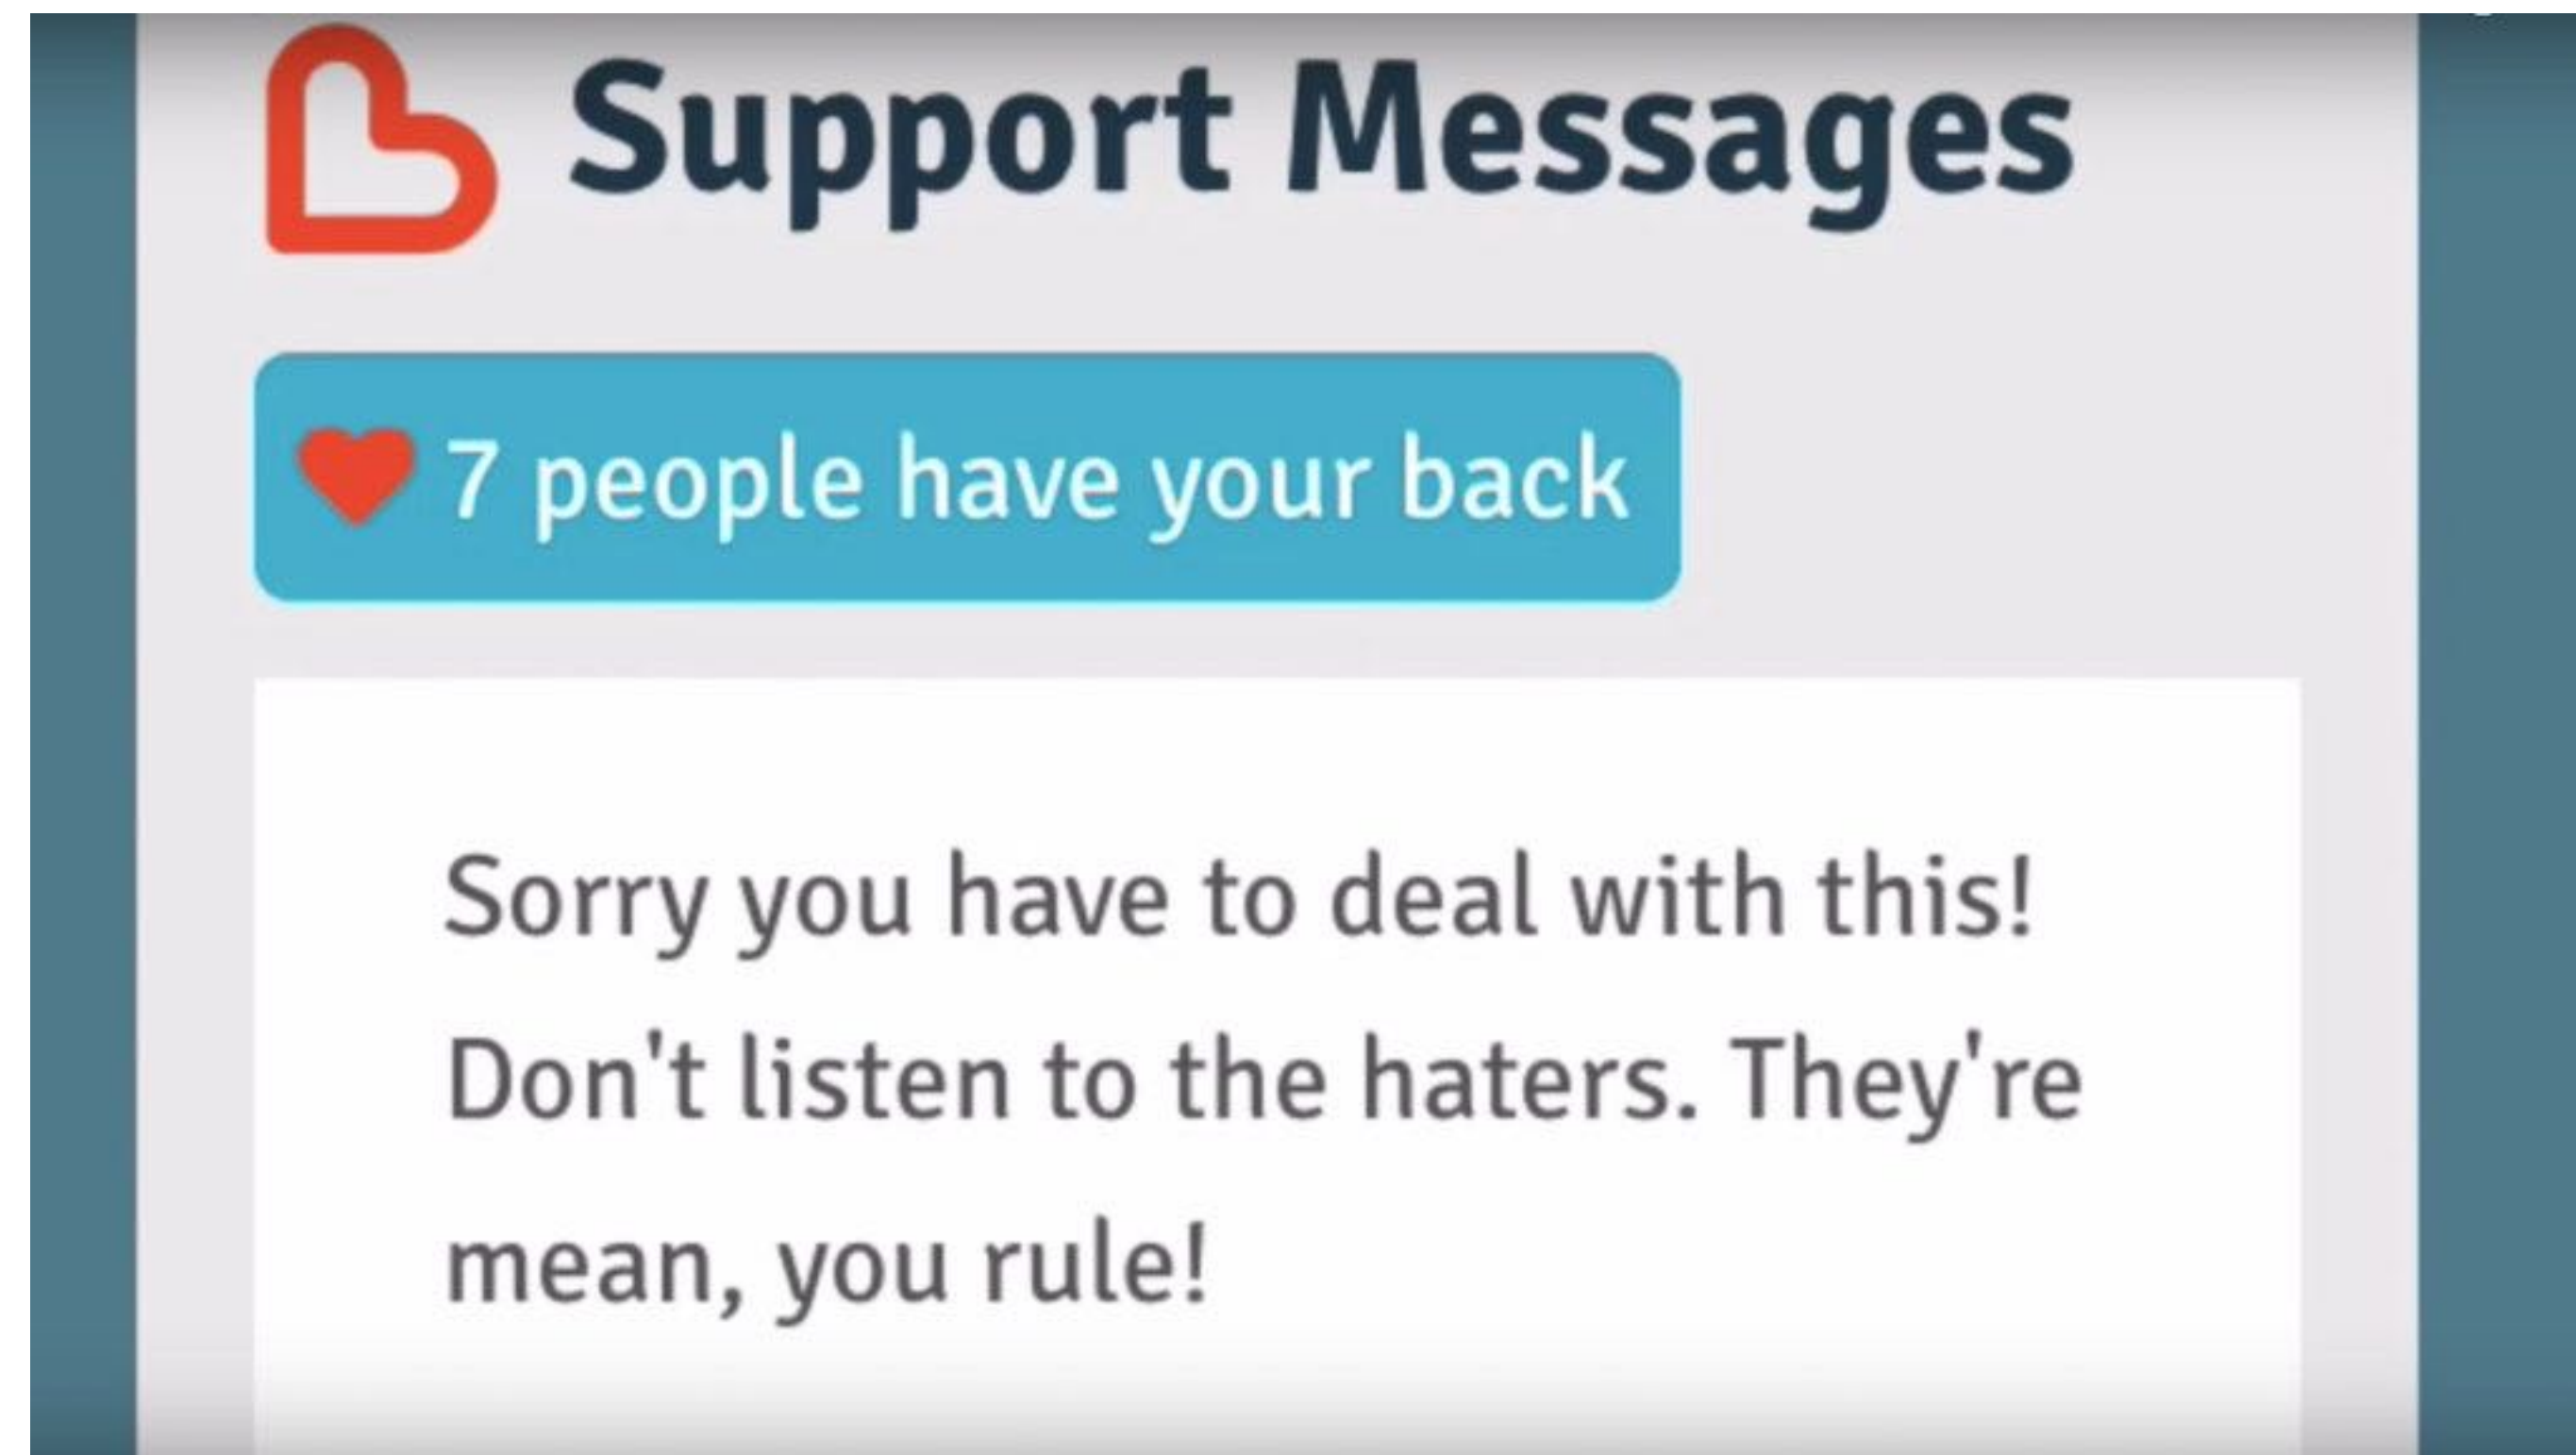 Support Messages
7 people have your back
Sorry you have to deal with this!
Don't listen to the haters. They're
mean, you rule!